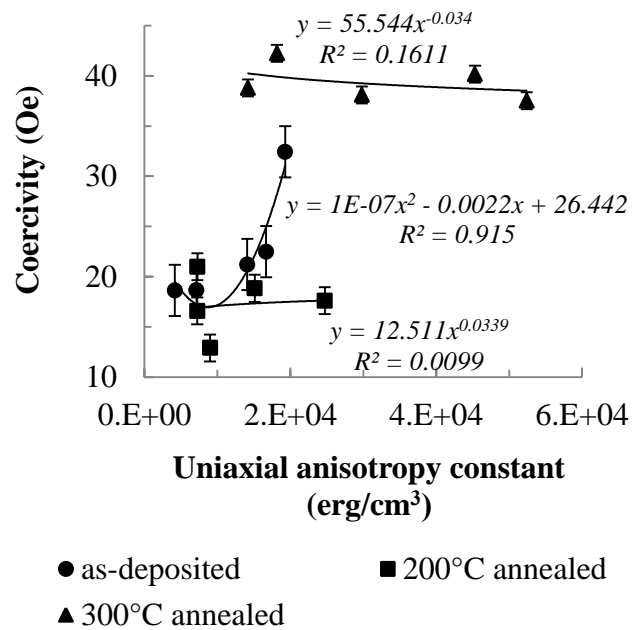 y = 55.544x^-0.034
R² = 0.1611
40
Coercivity (Oe)
30
y = 1E-07x² - 0.0022x + 26.442
R² = 0.915
20
y = 12.511x^0.0339
R² = 0.0099
10
0.E+00 2.E+04 4.E+04 6.E+04
Uniaxial anisotropy constant
(erg/cm³)
as-deposited 200°C annealed
300°C annealed